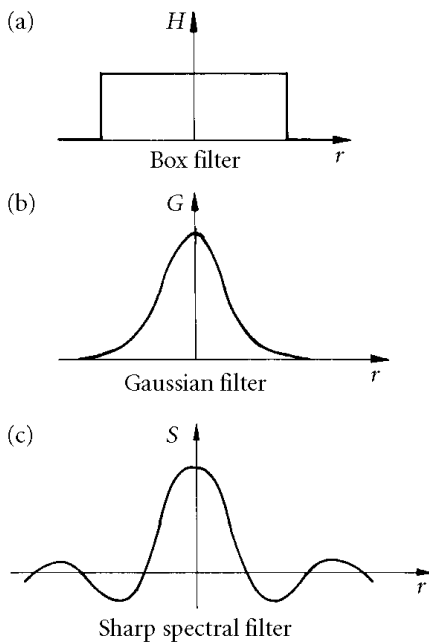 (a)
H
r
Box filter
(b)
G
r
Gaussian filter
(c)
S
r
Sharp spectral filter